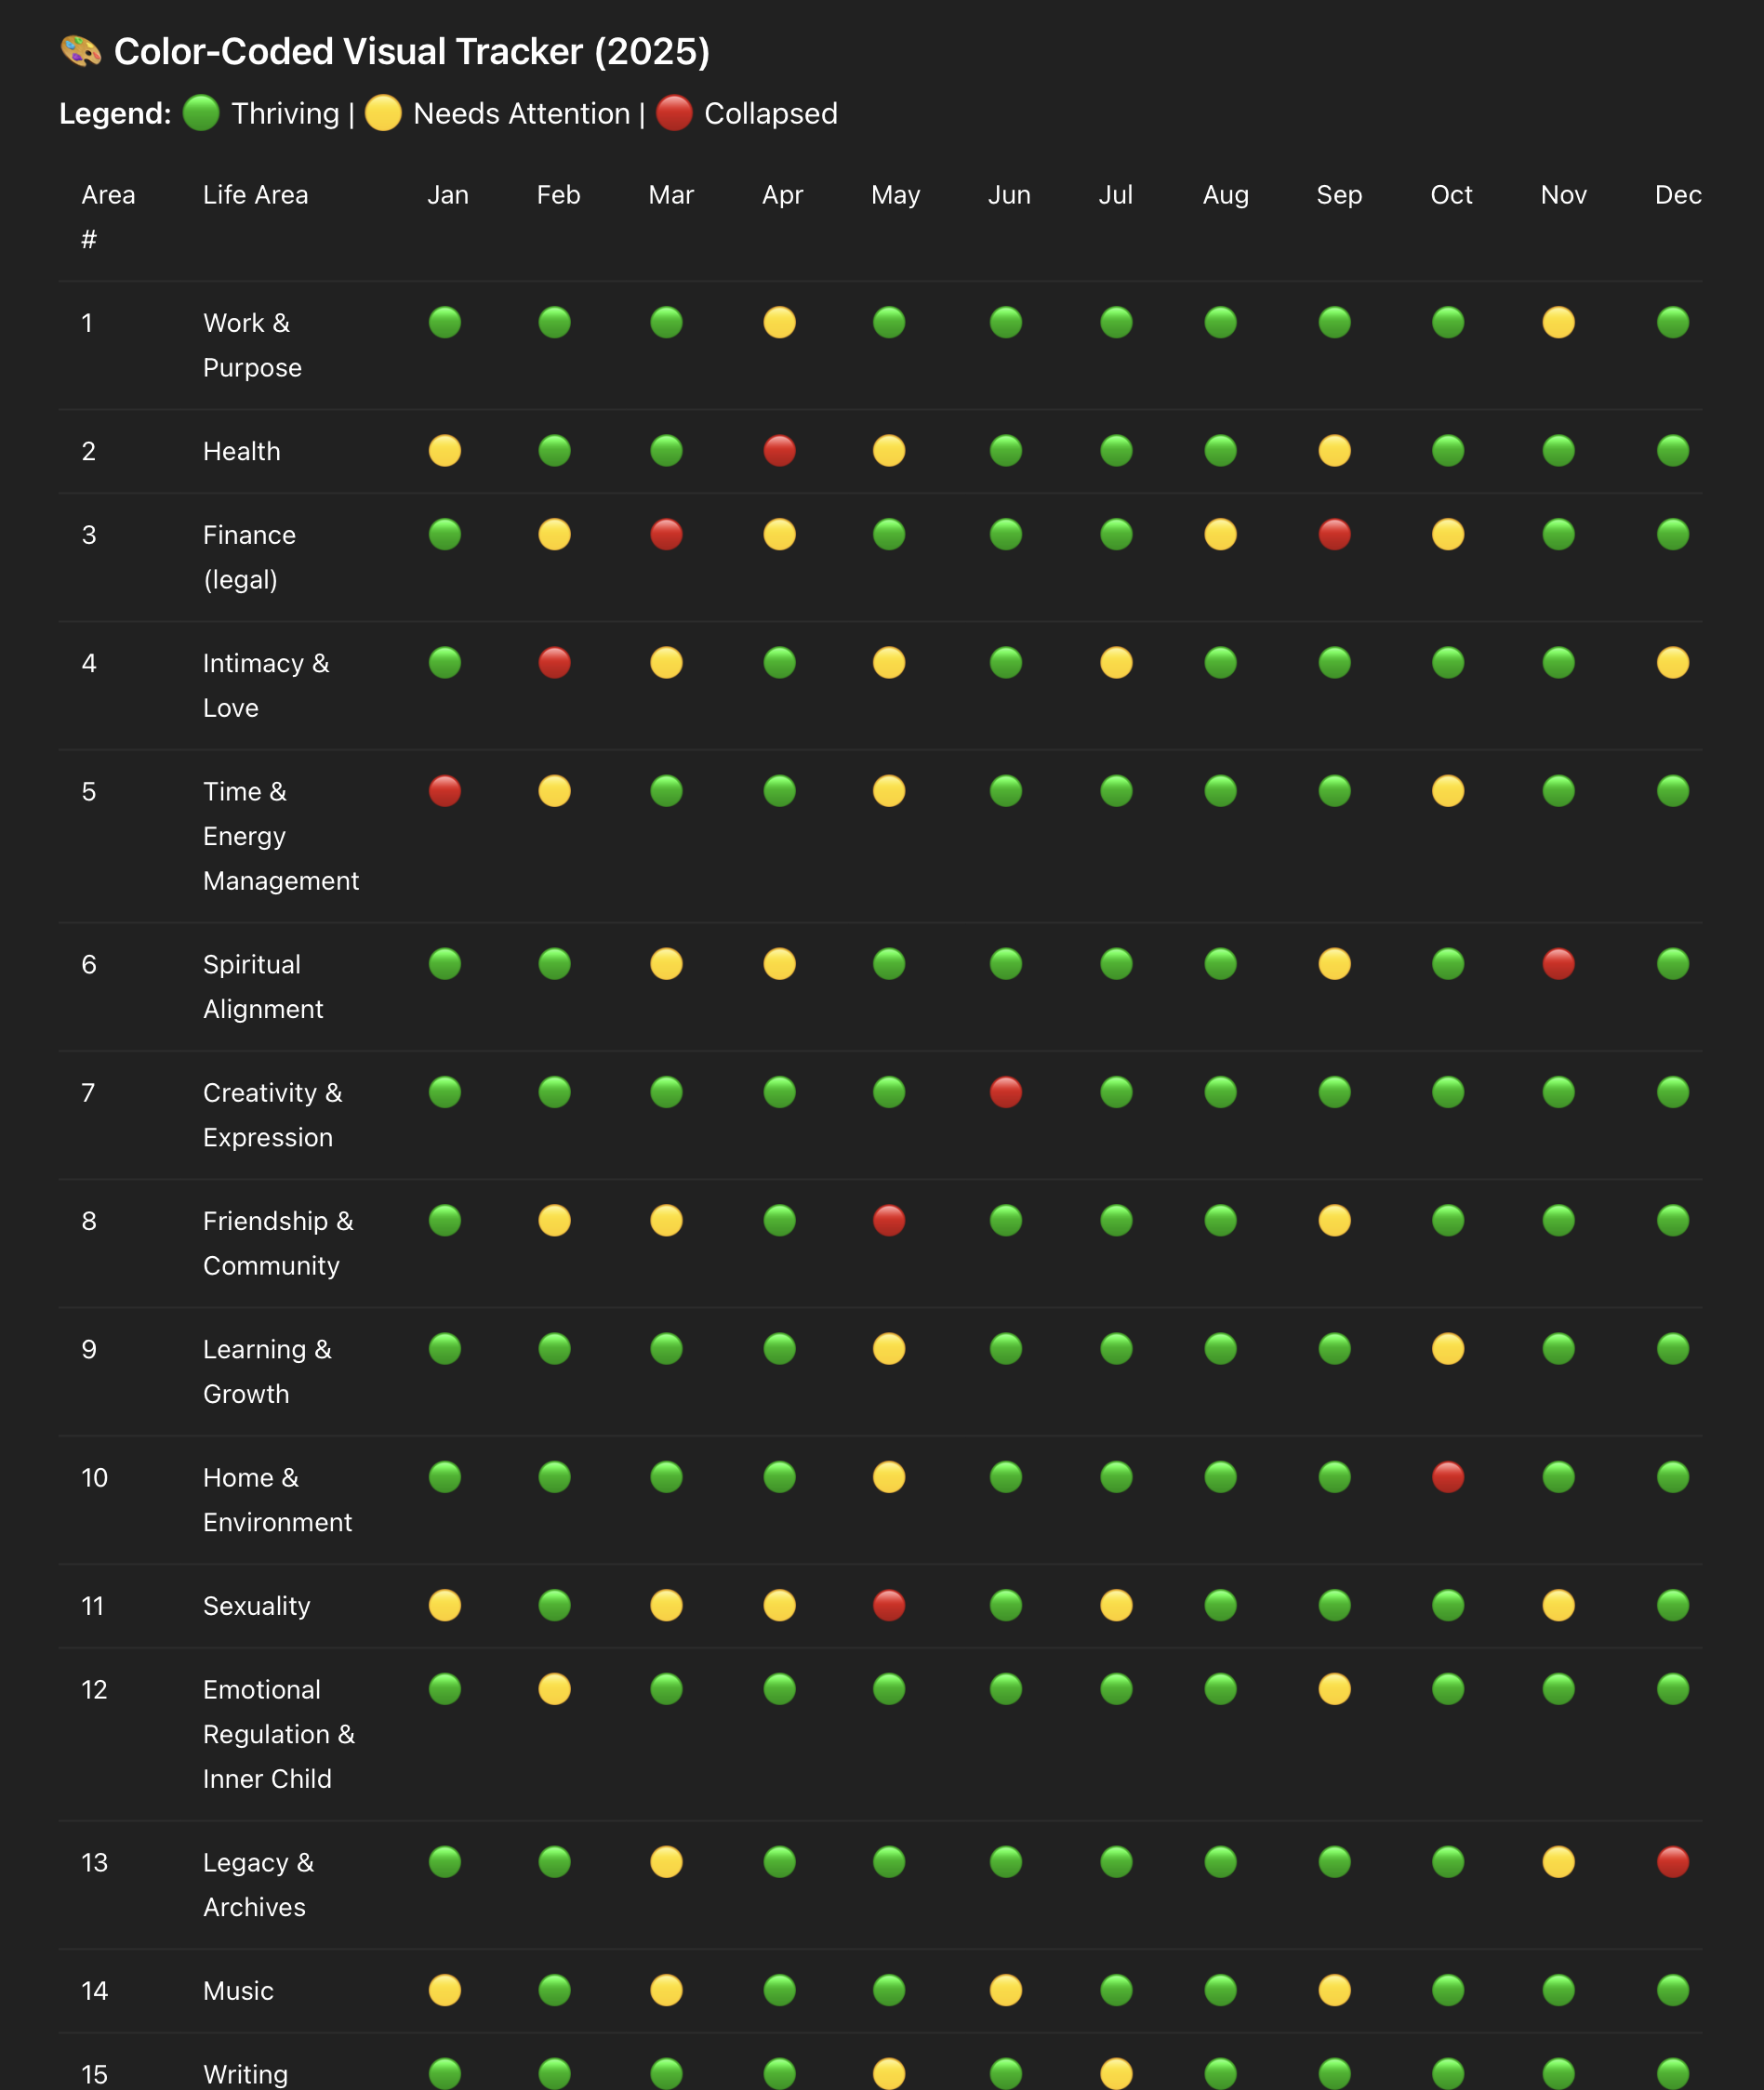 Color-Coded Visual Tracker (2025)
Legend: Thriving | Needs Attention | Collapsed
Area # Life Area Jan Feb Mar Apr May Jun Jul Aug Sep Oct Nov Dec
1 Work &
Purpose
2 Health
3 Finance
(legal)
4 Intimacy &
Love
5 Time &
Energy
Management
6 Spiritual
Alignment
7 Creativity &
Expression
8 Friendship &
Community
9 Learning &
Growth
10 Home &
Environment
11 Sexuality
12 Emotional
Regulation &
Inner Child
13 Legacy &
Archives
14 Music
15 Writing